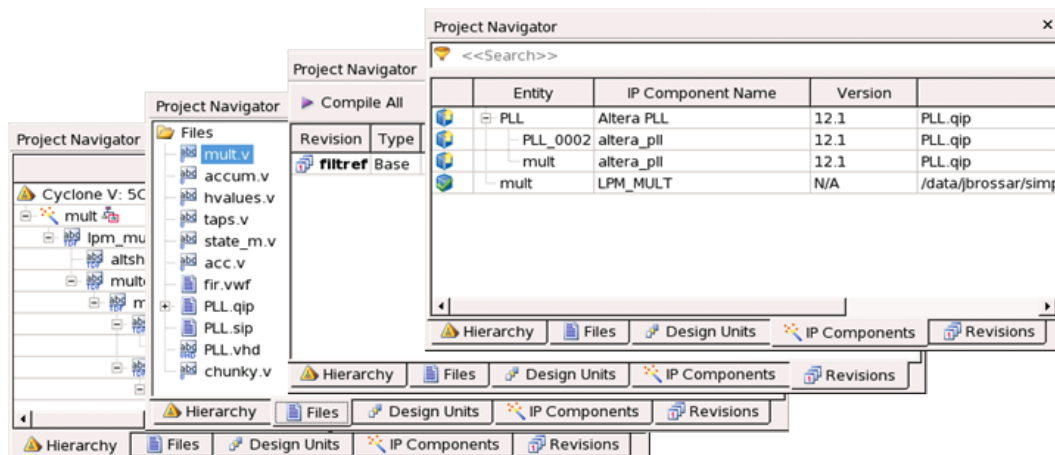 Project Navigator
Cyclone V: 5C
mult
lpm_mu
altsh
mult
m
Hierarchy Files Design Units IP Components Revisions
Project Navigator
Files
mult.v
accum.v
hvalues.v
taps.v
state_m.v
acc.v
fir.vwf
PLL.qip
PLL.sip
PLL.vhd
chunky.v
Hierarchy Files Design Units IP Components Revisions
Project Navigator
Compile All
Revision Type
filtref Base
Hierarchy Files Design Units IP Components Revisions
Project Navigator
<<Search>>
Entity IP Component Name Version
PLL Altera PLL 12.1 PLL.qip
PLL_0002 altera_pll 12.1 PLL.qip
mult altera_pll 12.1 PLL.qip
mult LPM_MULT N/A /data/jbrossar/simp
Hierarchy Files Design Units IP Components Revisions